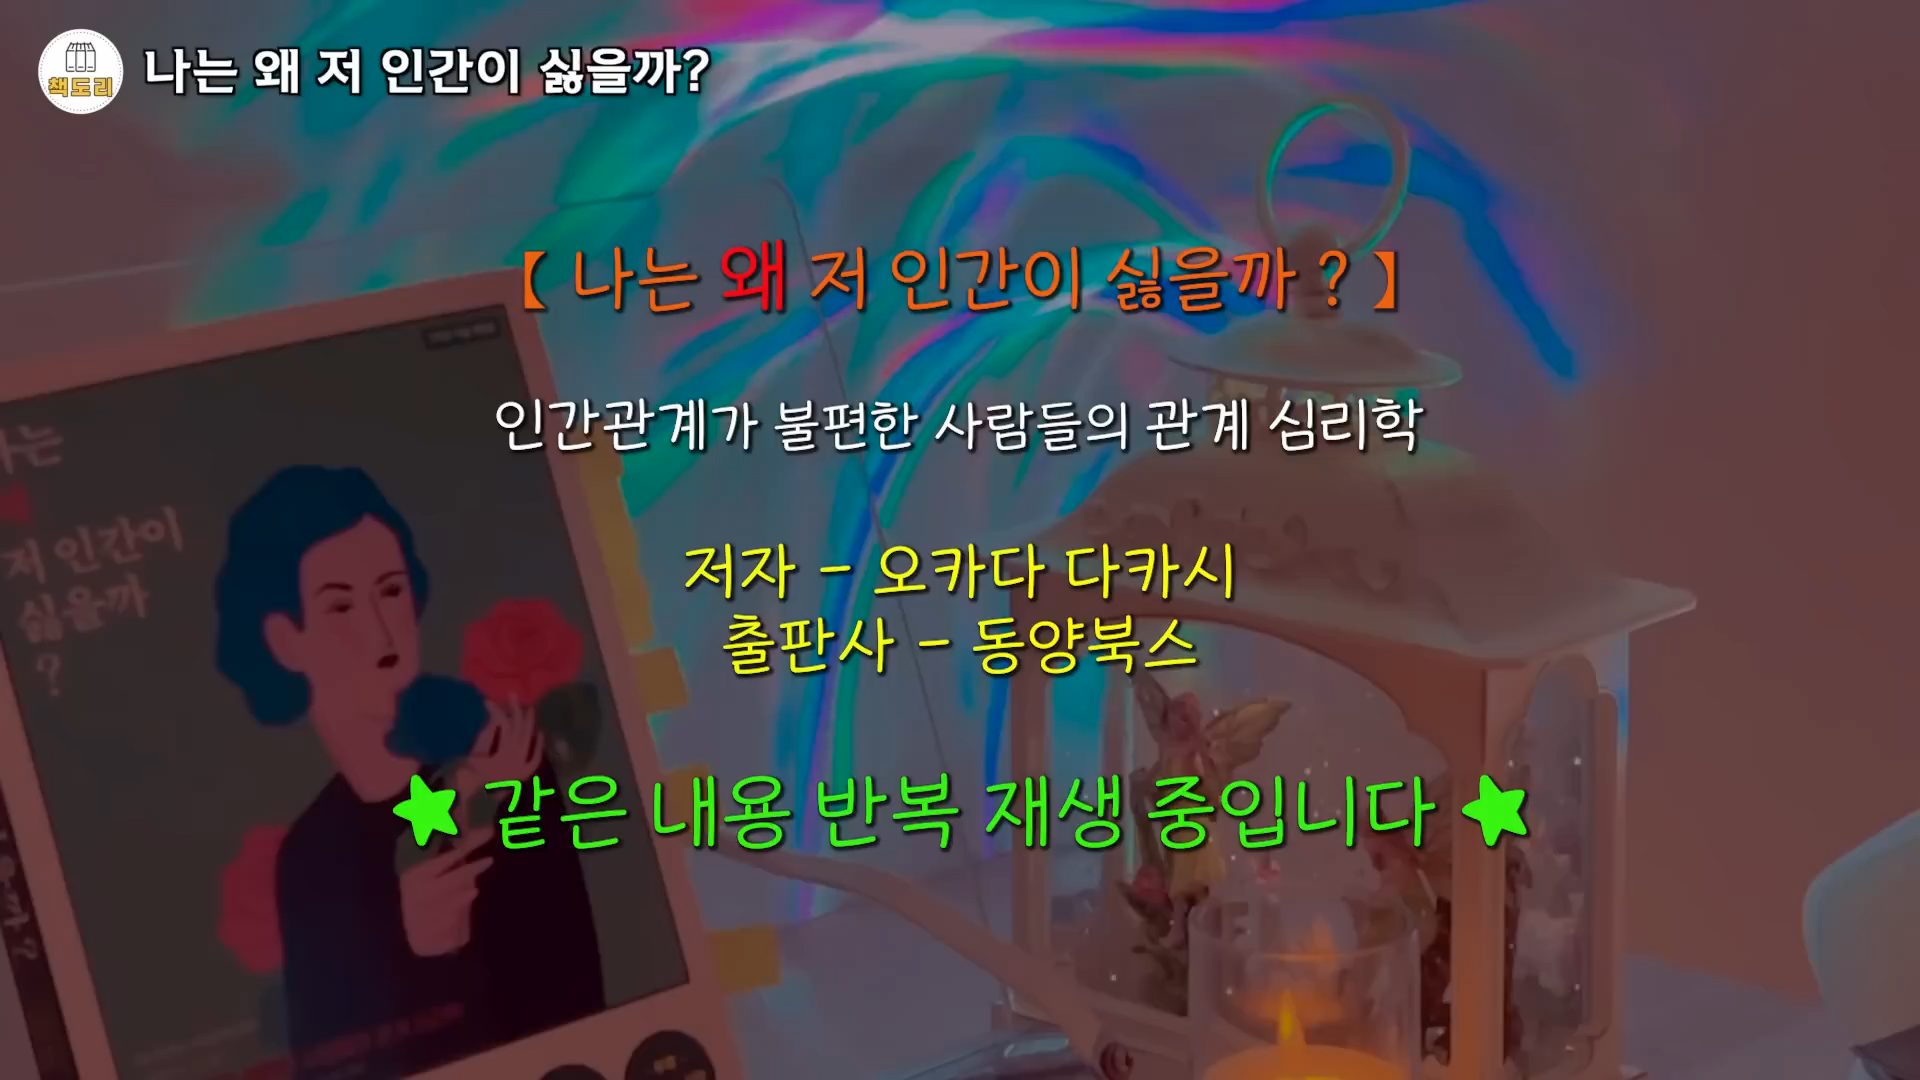 책도리
나는 왜 저 인간이 싫을까?
【 나는 왜 저 인간이 싫을까 ? 】
인간관계가 불편한 사람들의 관계 심리학
저자 - 오카다 다카시
출판사 - 동양북스
★ 같은 내용 반복 재생 중입니다 ★
나는
저 인간이
싫을까
?